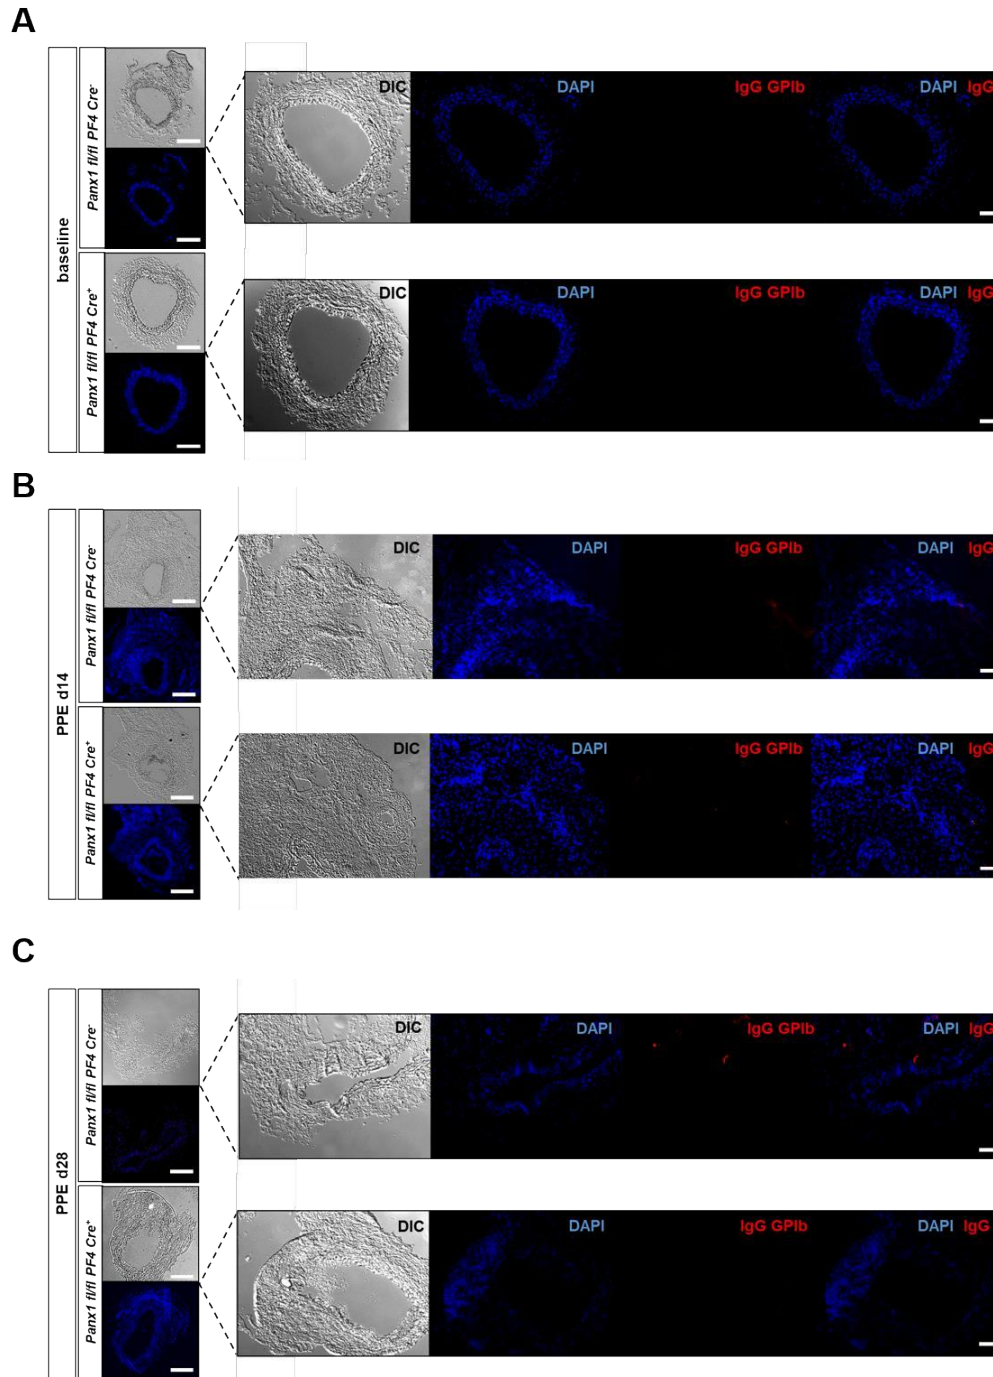 A
baseline
Panx1 fl/fl PF4 Cre-
DIC
DAPI
IgG GPIb
DAPI IgG
Panx1 fl/fl PF4 Cre+
DIC
DAPI
IgG GPIb
DAPI IgG
B
PPE d14
Panx1 fl/fl PF4 Cre-
DIC
DAPI
IgG GPIb
DAPI IgG
Panx1 fl/fl PF4 Cre+
DIC
DAPI
IgG GPIb
DAPI IgG
C
PPE d28
Panx1 fl/fl PF4 Cre-
DIC
DAPI
IgG GPIb
DAPI IgG
Panx1 fl/fl PF4 Cre+
DIC
DAPI
IgG GPIb
DAPI IgG